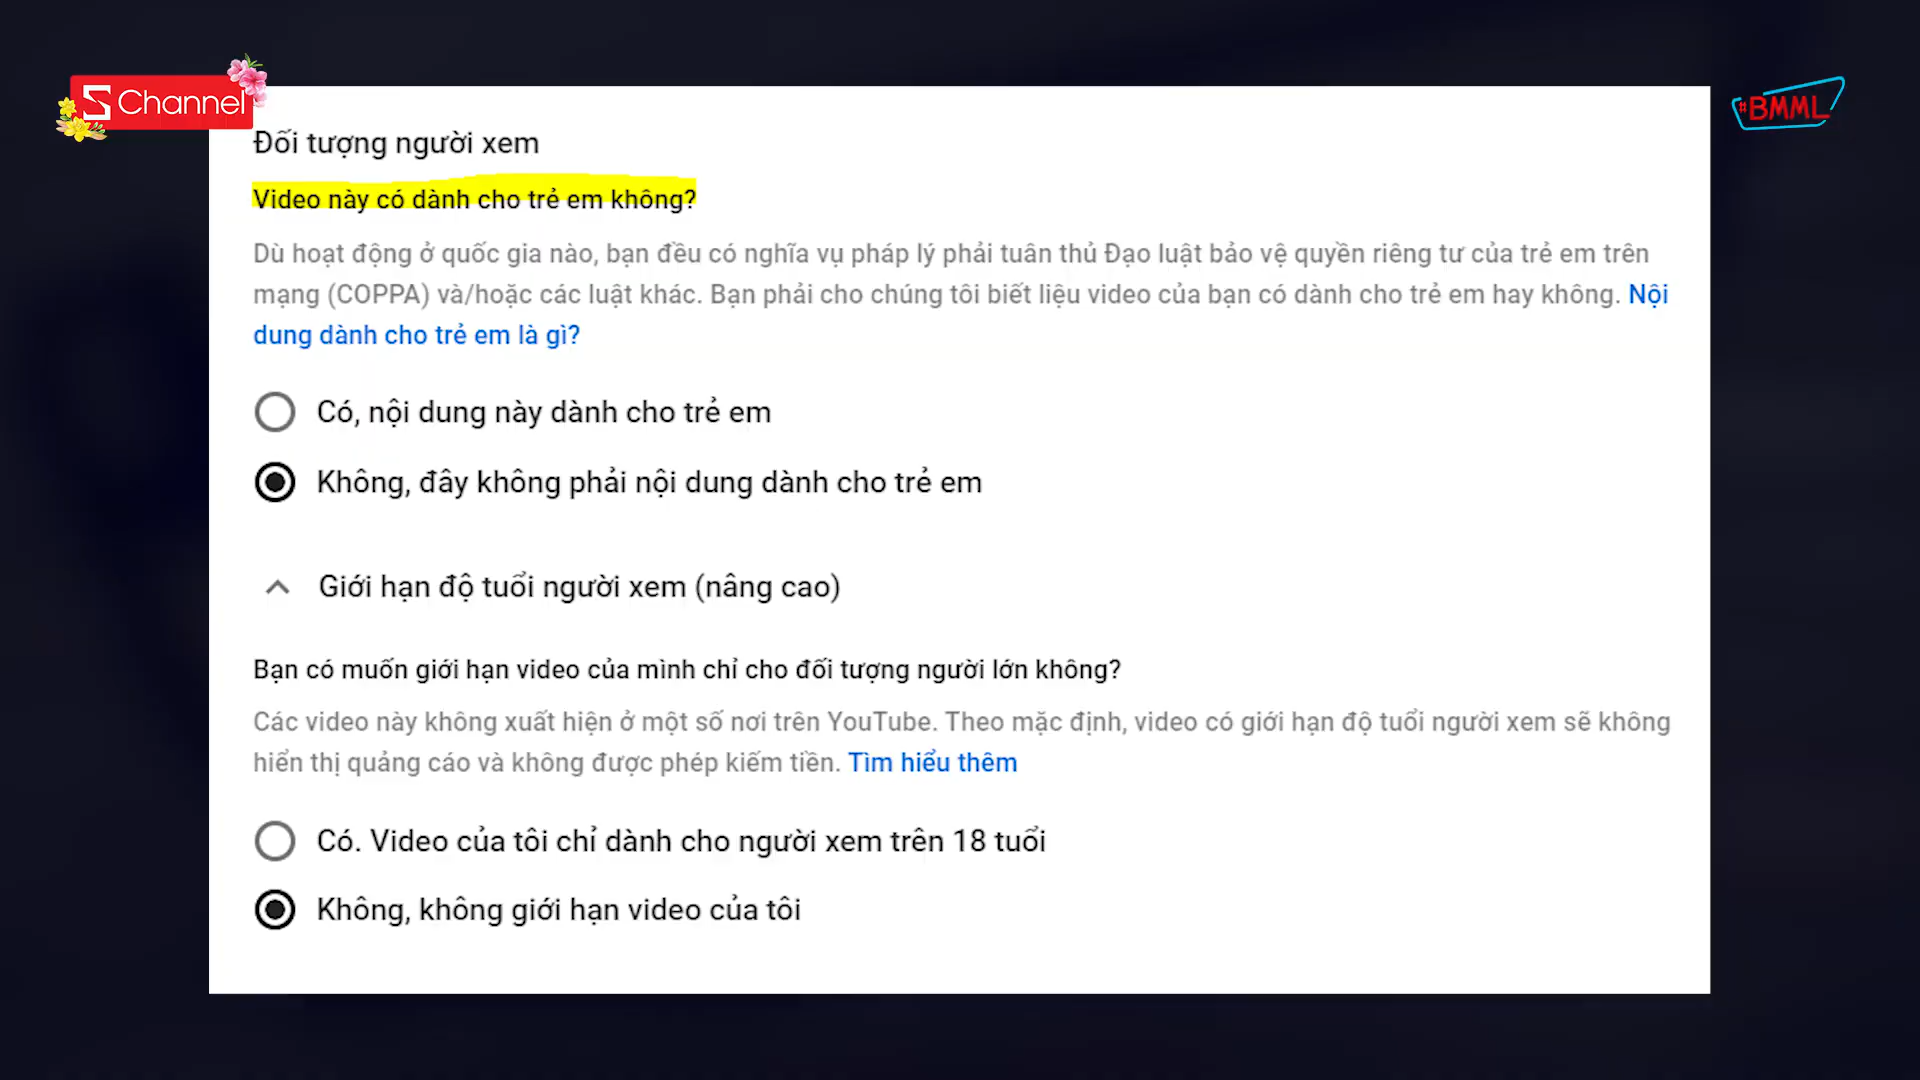 S Channel
#BMML
Đối tượng người xem
Video này có dành cho trẻ em không?
Dù hoạt động ở quốc gia nào, bạn đều có nghĩa vụ pháp lý phải tuân thủ Đạo luật bảo vệ quyền riêng tư của trẻ em trên
mạng (COPPA) và/hoặc các luật khác. Bạn phải cho chúng tôi biết liệu video của bạn có dành cho trẻ em hay không. Nội
dung dành cho trẻ em là gì?
Có, nội dung này dành cho trẻ em
Không, đây không phải nội dung dành cho trẻ em
Giới hạn độ tuổi người xem (nâng cao)
Bạn có muốn giới hạn video của mình chỉ cho đối tượng người lớn không?
Các video này không xuất hiện ở một số nơi trên YouTube. Theo mặc định, video có giới hạn độ tuổi người xem sẽ không
hiển thị quảng cáo và không được phép kiếm tiền. Tìm hiểu thêm
Có. Video của tôi chỉ dành cho người xem trên 18 tuổi
Không, không giới hạn video của tôi